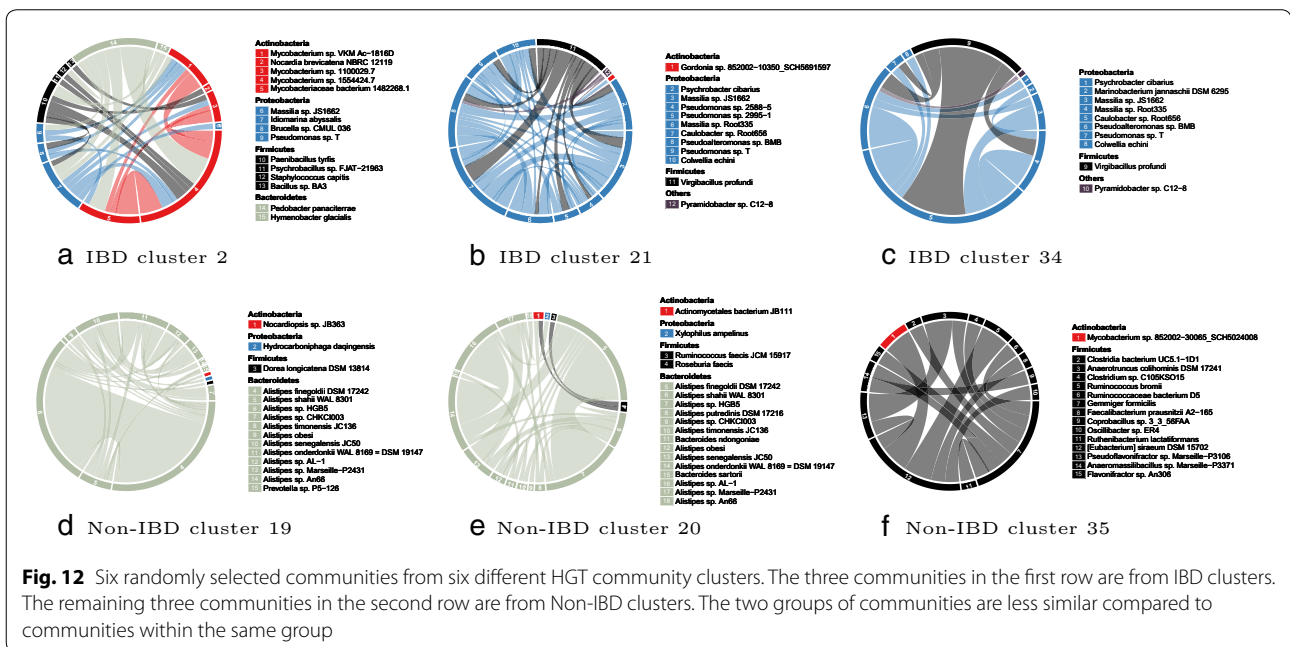 Actinobacteria
1 Mycobacterium sp. VKM Ac−1816D
2 Nocardia brevicatena NBRC 12119
3 Mycobacterium sp. 1100029.7
4 Mycobacterium sp. 1554424.7
5 Mycobacteriaceae bacterium 1482268.1
Proteobacteria
6 Massilia sp. JS1662
7 Idiomarina abyssalis
8 Brucella sp. CMUL 036
9 Pseudomonas sp. T
Firmicutes
10 Paenibacillus tyrfis
11 Psychrobacillus sp. FJAT−21963
12 Staphylococcus capitis
13 Bacillus sp. BA3
Bacteroidetes
14 Pedobacter panaciterrae
15 Hymenobacter glacialis
a IBD cluster 2
Actinobacteria
1 Gordonia sp. 852002−10350_SCH5691597
Proteobacteria
2 Psychrobacter cibarius
3 Massilia sp. JS1662
4 Pseudomonas sp. 2588−5
5 Pseudomonas sp. 2995−1
6 Massilia sp. Root335
7 Caulobacter sp. Root656
8 Pseudoalteromonas sp. BMB
9 Pseudomonas sp. T
10 Colwellia echini
Firmicutes
11 Virgibacillus profundi
Others
12 Pyramidobacter sp. C12−8
b IBD cluster 21
Proteobacteria
1 Psychrobacter cibarius
2 Marinobacterium jannaschii DSM 6295
3 Massilia sp. JS1662
4 Massilia sp. Root335
5 Caulobacter sp. Root656
6 Pseudoalteromonas sp. BMB
7 Pseudomonas sp. T
8 Colwellia echini
Firmicutes
9 Virgibacillus profundi
Others
10 Pyramidobacter sp. C12−8
c IBD cluster 34
Actinobacteria
1 Nocardiopsis sp. JB363
Proteobacteria
2 Hydrocarboniphaga daqingensis
Firmicutes
3 Dorea longicatena DSM 13814
Bacteroidetes
4 Alistipes finegoldii DSM 17242
5 Alistipes shahii WAL 8301
6 Alistipes sp. HGB5
7 Alistipes sp. CHKCI003
8 Alistipes timonensis JC136
9 Alistipes obesi
10 Alistipes senegalensis JC50
11 Alistipes onderdonkii WAL 8169 = DSM 19147
12 Alistipes sp. AL−1
13 Alistipes sp. Marseille−P2431
14 Alistipes sp. An66
15 Prevotella sp. P5−126
d Non-IBD cluster 19
Actinobacteria
1 Actinomycetales bacterium JB111
Proteobacteria
2 Xylophilus ampelinus
Firmicutes
3 Ruminococcus faecis JCM 15917
4 Roseburia faecis
Bacteroidetes
5 Alistipes finegoldii DSM 17242
6 Alistipes shahii WAL 8301
7 Alistipes sp. HGB5
8 Alistipes putredinis DSM 17216
9 Alistipes sp. CHKCI003
10 Alistipes timonensis JC136
11 Bacteroides ndongoniae
12 Alistipes obesi
13 Alistipes senegalensis JC50
14 Alistipes onderdonkii WAL 8169 = DSM 19147
15 Bacteroides sartorii
16 Alistipes sp. AL−1
17 Alistipes sp. Marseille−P2431
18 Alistipes sp. An66
e Non-IBD cluster 20
Actinobacteria
1 Mycobacterium sp. 852002−30065_SCH5024008
Firmicutes
2 Clostridia bacterium UC5.1−1D1
3 Anaerotruncus colihominis DSM 17241
4 Clostridium sp. C105KSO15
5 Ruminococcus bromii
6 Ruminococcaceae bacterium D5
7 Gemmiger formicilis
8 Faecalibacterium prausnitzii A2−165
9 Coprobacillus sp. 3_3_56FAA
10 Oscillibacter sp. ER4
11 Ruthenibacterium lactatiformans
12 [Eubacterium] siraeum DSM 15702
13 Pseudoflavonifractor sp. Marseille−P3106
14 Anaeromassilibacillus sp. Marseille−P3371
15 Flavonifractor sp. An306
f Non-IBD cluster 35
Fig. 12 Six randomly selected communities from six different HGT community clusters. The three communities in the first row are from IBD clusters.
The remaining three communities in the second row are from Non-IBD clusters. The two groups of communities are less similar compared to
communities within the same group